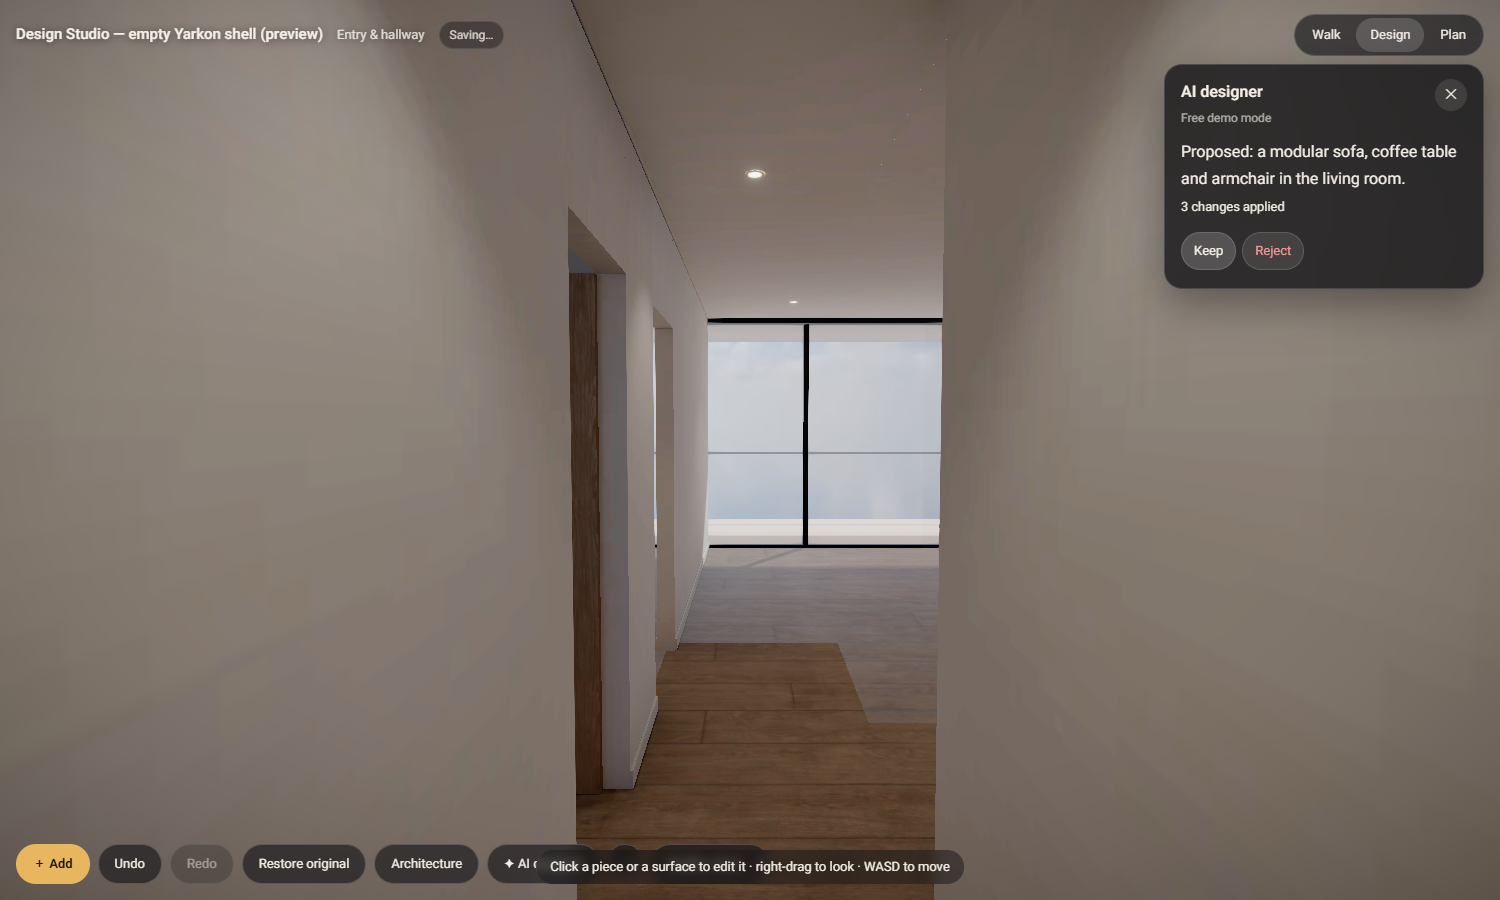 Design Studio — empty Yarkon shell (preview) Entry & hallway Saving...
Walk Design Plan
AI designer
Free demo mode
Proposed: a modular sofa, coffee table
and armchair in the living room.
3 changes applied
Keep Reject
+ Add Undo Redo Restore original Architecture ✦ AI
Click a piece or a surface to edit it · right-drag to look · WASD to move